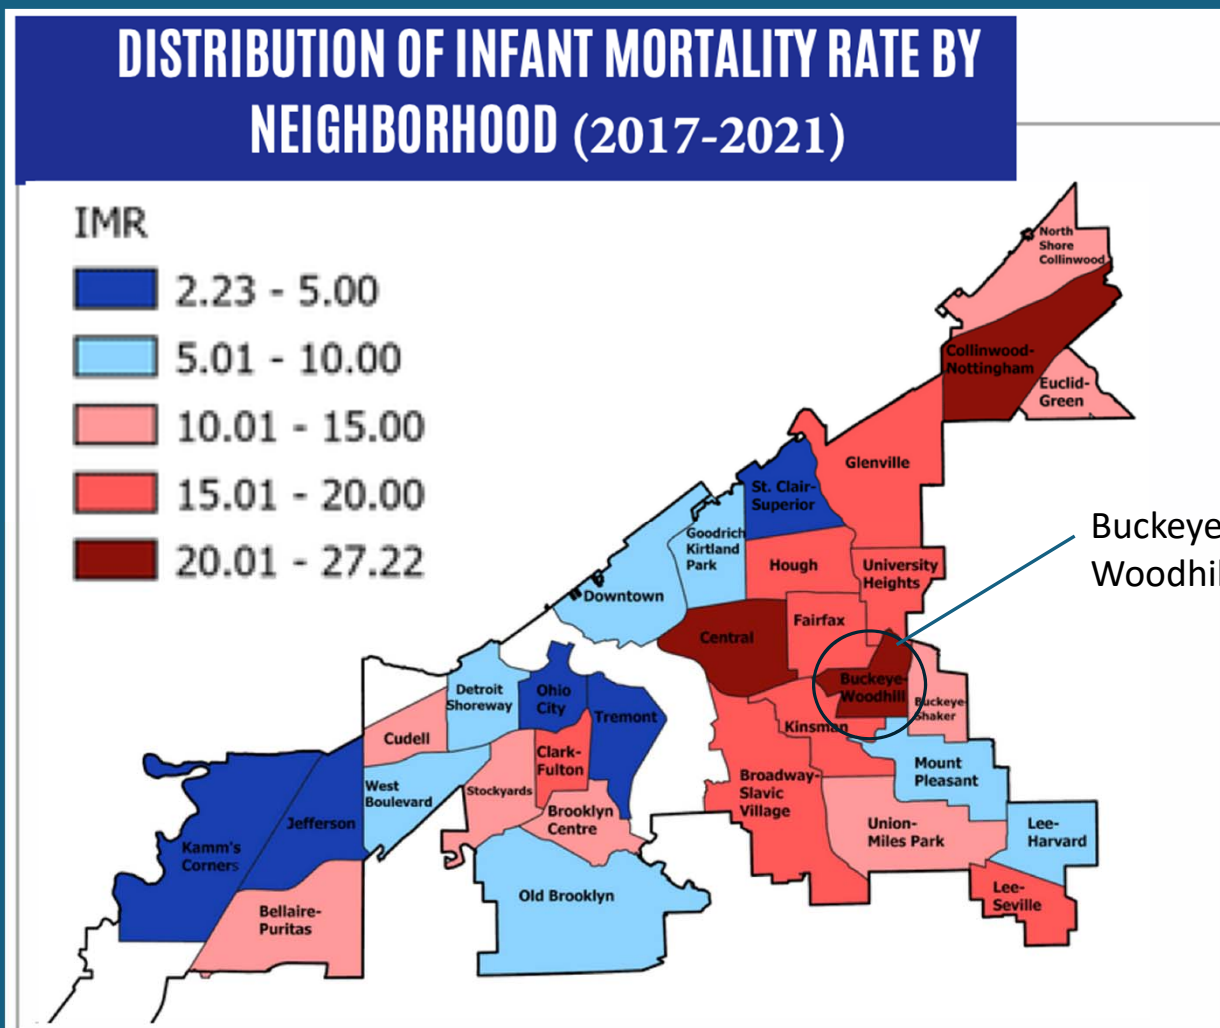 DISTRIBUTION OF INFANT MORTALITY RATE BY
NEIGHBORHOOD (2017-2021)
IMR
2.23 - 5.00
5.01 - 10.00
10.01 - 15.00
15.01 - 20.00
20.01 - 27.22
North
Shore
Collinwood
Collinwood-
Nottingham
Euclid-
Green
Glenville
St. Clair-
Superior
Goodrich
Kirtland
Park
Hough
University
Heights
Buckeye
Woodhil
Downtown
Fairfax
Central
Buckeye-
Woodhill
Buckeye-
Shaker
Detroit
Shoreway
Ohio
City
Tremont
Kinsman
Cudell
Clark-
Fulton
West
Boulevard
Stockyards
Broadway-
Slavic
Village
Mount
Pleasant
Jefferson
Brooklyn
Centre
Union-
Miles Park
Lee-
Harvard
Kamm's
Corners
Old Brooklyn
Lee-
Seville
Bellaire-
Puritas